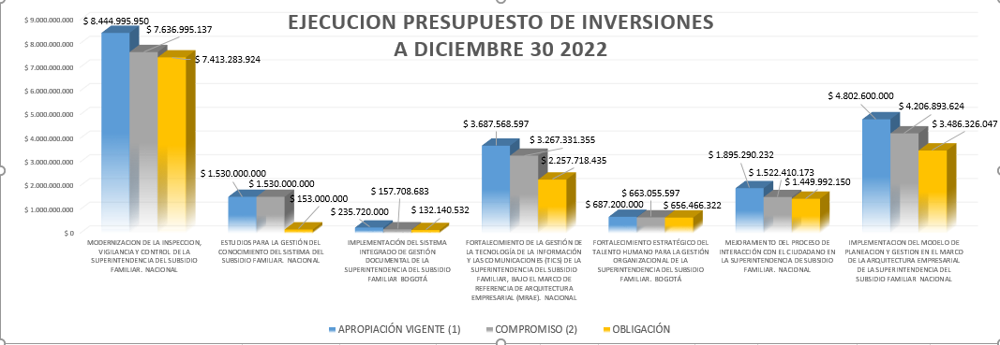 EJECUCION PRESUPUESTO DE INVERSIONES
A DICIEMBRE 30 2022
$ 9.000.000.000
$ 8.000.000.000
$ 7.000.000.000
$ 6.000.000.000
$ 5.000.000.000
$ 4.000.000.000
$ 3.000.000.000
$ 2.000.000.000
$ 1.000.000.000
$ 0
$ 8.444.995.950
$ 7.636.995.137
$ 7.413.283.924
$ 1.530.000.000
$ 1.530.000.000
$ 153.000.000
$ 235.720.000
$ 157.708.683
$ 132.140.532
$ 3.687.568.597
$ 3.267.331.355
$ 2.257.718.435
$ 687.200.000
$ 663.055.597
$ 656.466.322
$ 1.895.290.232
$ 1.522.410.173
$ 1.449.992.150
$ 4.802.600.000
$ 4.206.893.624
$ 3.486.326.047
MODERNIZACION DE LA INSPECCION,
VIGILANCIA Y CONTROL DE LA
SUPERINTENDENCIA DEL SUBSIDIO
FAMILIAR. NACIONAL
ESTUDIOS PARA LA GESTIÓN DEL
CONOCIMIENTO DEL SISTEMA DEL
SUBSIDIO FAMILIAR. NACIONAL
IMPLEMENTACIÓN DEL SISTEMA
INTEGRADO DE GESTIÓN
DOCUMENTAL DE LA
SUPERINTENDENCIA DEL SUBSIDIO
FAMILIAR BOGOTÁ
FORTALECIMIENTO DE LA GESTIÓN DE
LA TECNOLOGÍA DE LA INFORMACIÓN
Y LAS COMUNICACIONES (TICS) DE LA
SUPERINTENDENCIA DEL SUBSIDIO
FAMILIAR, BAJO EL MARCO DE
REFERENCIA DE ARQUITECTURA
EMPRESARIAL (MRAE). NACIONAL
FORTALECIMIENTO ESTRATÉGICO DEL
TALENTO HUMANO PARA LA GESTIÓN
ORGANIZACIONAL DE LA
SUPERINTENDENCIA DEL SUBSIDIO
FAMILIAR. BOGOTÁ
MEJORAMIENTO DEL PROCESO DE
INTERACCIÓN CON EL CIUDADANO EN
LA SUPERINTENDENCIA DE SUBSIDIO
FAMILIAR. NACIONAL
IMPLEMENTACION DEL MODELO DE
PLANEACION Y GESTION EN EL MARCO
DE LA ARQUITECTURA EMPRESARIAL
DE LA SUPERINTENDENCIA DEL
SUBSIDIO FAMILIAR NACIONAL
APROPIACIÓN VIGENTE (1)
COMPROMISO (2)
OBLIGACIÓN